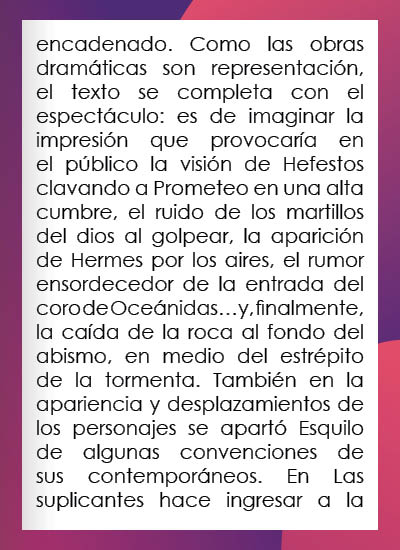 encadenado. Como las obras
dramáticas son representación,
el texto se completa con el
espectáculo: es de imaginar la
impresión que provocaría en
el público la visión de Hefestos
clavando a Prometeo en una alta
cumbre, el ruido de los martillos
del dios al golpear, la aparición
de Hermes por los aires, el rumor
ensordecedor de la entrada del
coro de Oceánidas…y, finalmente,
la caída de la roca al fondo del
abismo, en medio del estrépito
de la tormenta. También en la
apariencia y desplazamientos de
los personajes se apartó Esquilo
de algunas convenciones de
sus contemporáneos. En Las
suplicantes hace ingresar a la